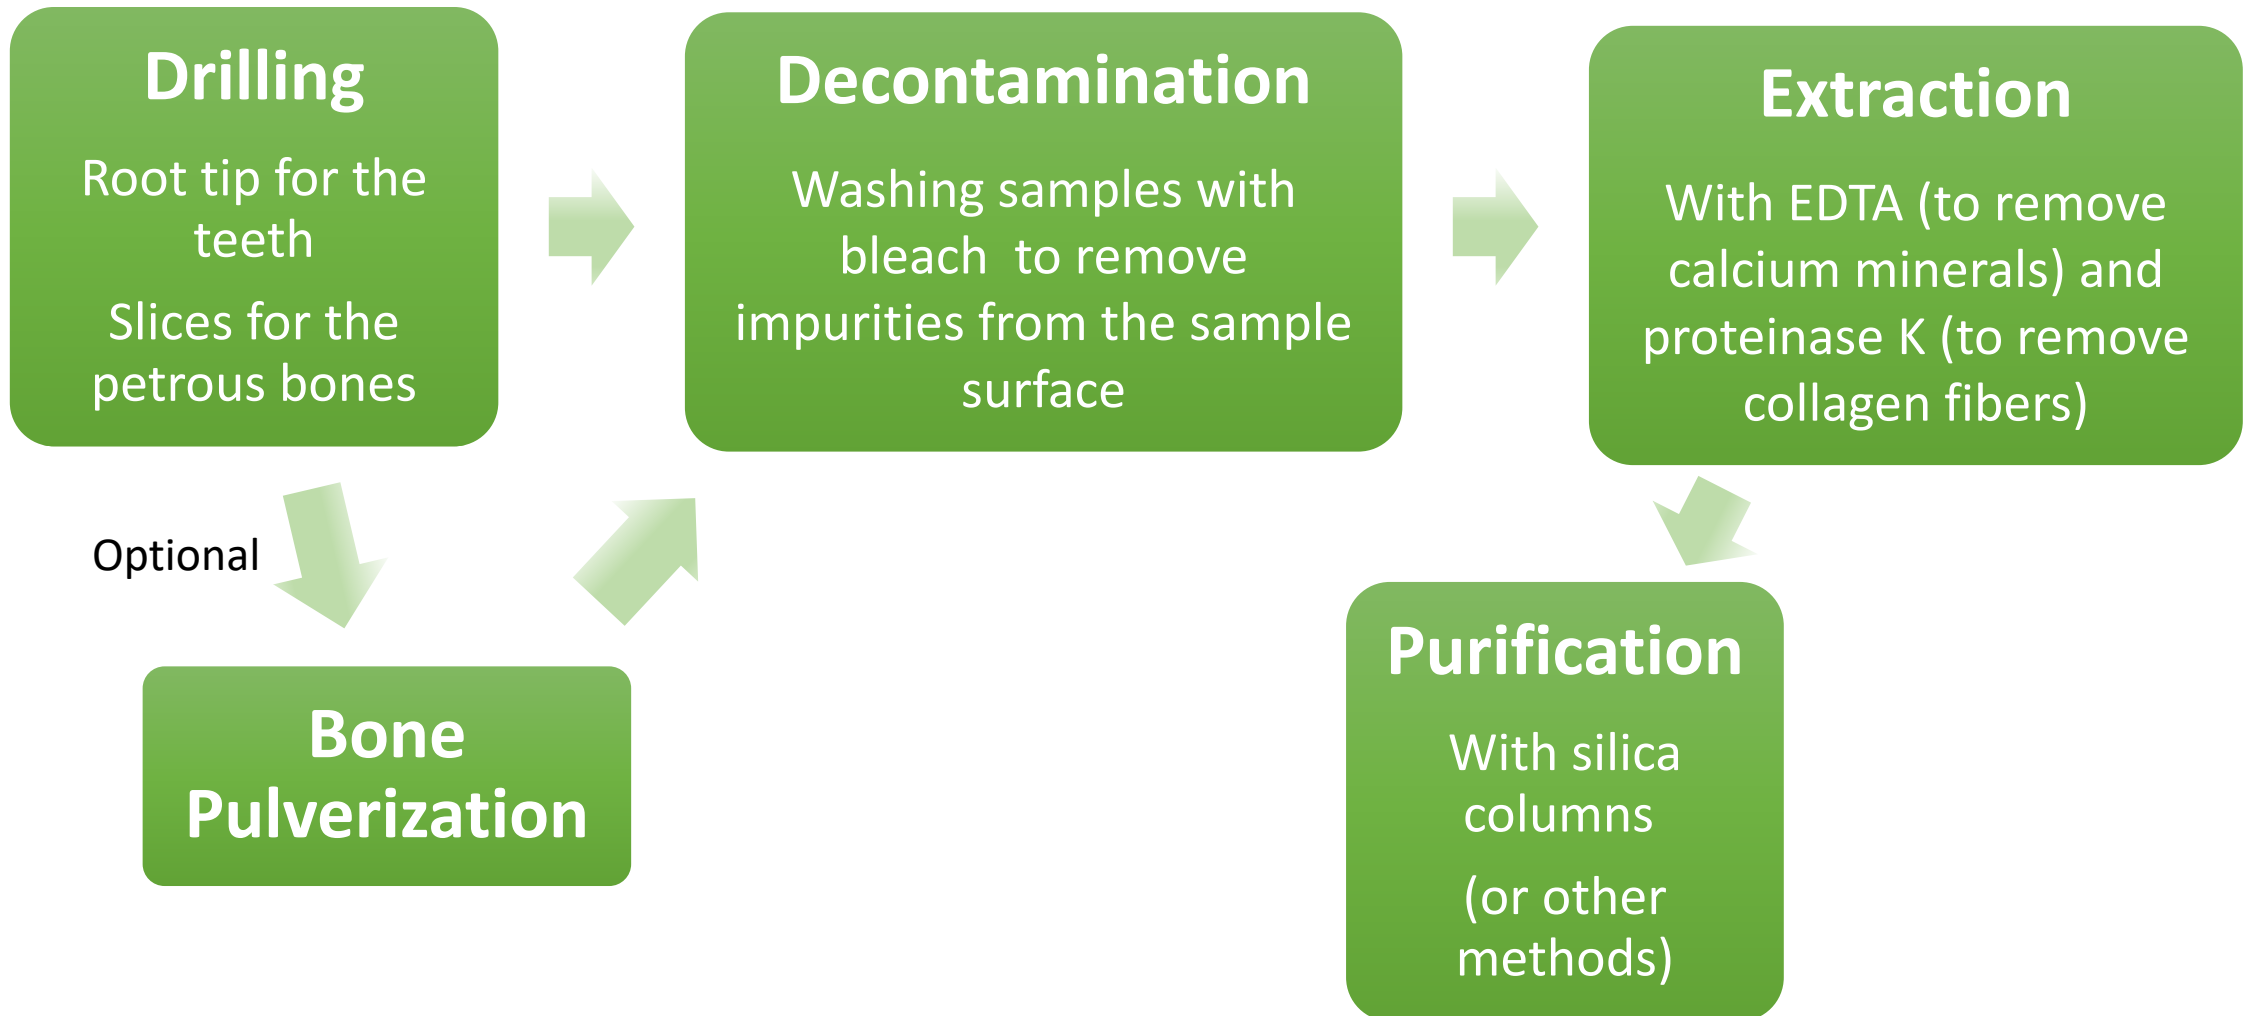 Drilling
Root tip for the
teeth
Slices for the
petrous bones
Decontamination
Washing samples with
bleach  to remove
impurities from the sample
surface
Extraction
With EDTA (to remove
calcium minerals) and
proteinase K (to remove
collagen fibers)
Optional
Bone
Pulverization
Purification
With silica
columns
(or other
methods)